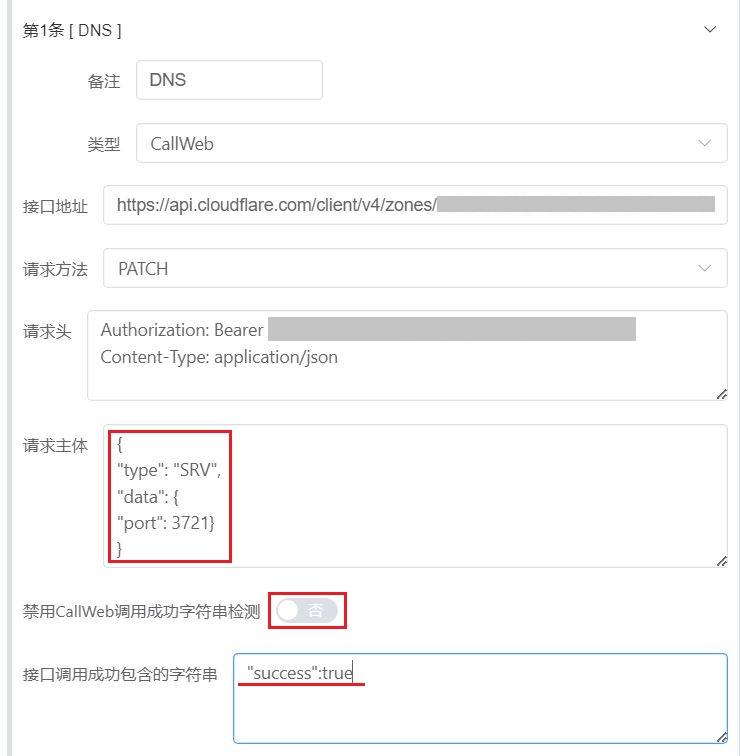 第1条 [ DNS ]
备注 DNS
类型 CallWeb
接口地址 https://api.cloudflare.com/client/v4/zones/
请求方法 PATCH
请求头 Authorization: Bearer
Content-Type: application/json
请求主体 {
"type": "SRV",
"data": {
"port": 3721}
}
禁用CallWeb调用成功字符串检测 否
接口调用成功包含的字符串 "success":true